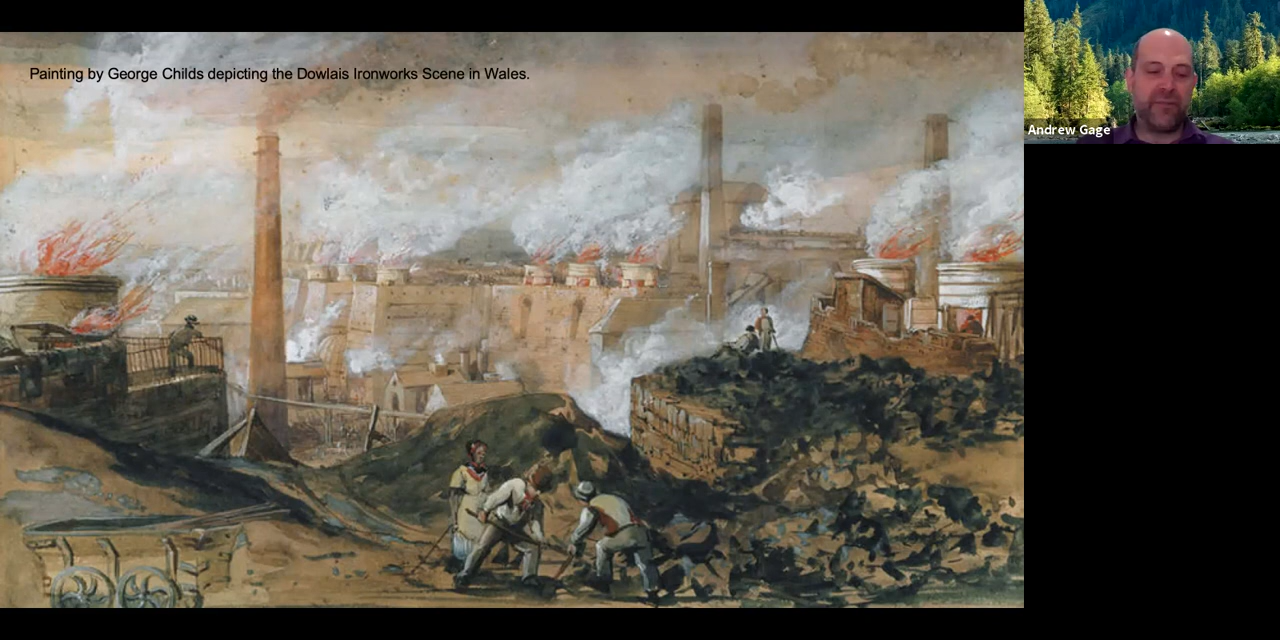 Painting by George Childs depicting the Dowlais Ironworks Scene in Wales.
Andrew Gage